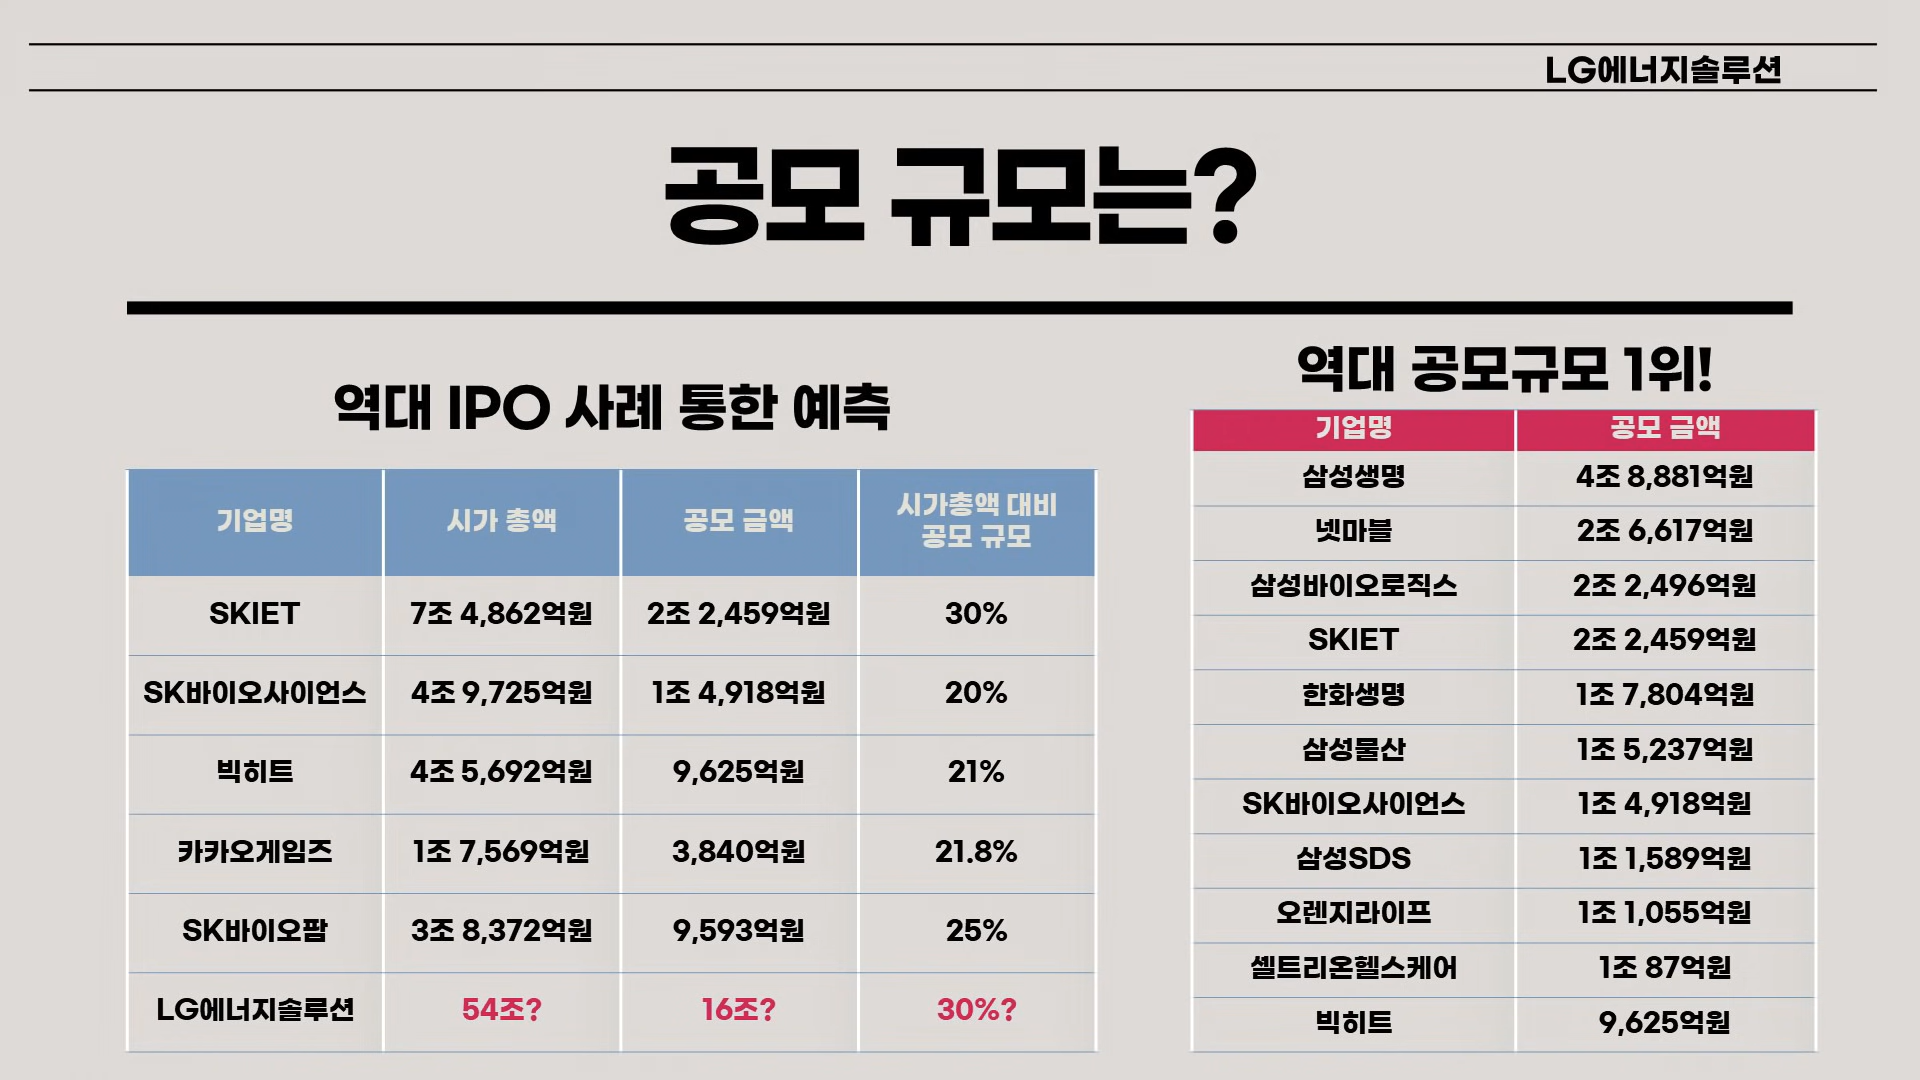 LG에너지솔루션
공모 규모는?
역대 IPO 사례 통한 예측
기업명 시가 총액 공모 금액 시가총액 대비 공모 규모
SKIET 7조 4,862억원 2조 2,459억원 30%
SK바이오사이언스 4조 9,725억원 1조 4,918억원 20%
빅히트 4조 5,692억원 9,625억원 21%
카카오게임즈 1조 7,569억원 3,840억원 21.8%
SK바이오팜 3조 8,372억원 9,593억원 25%
LG에너지솔루션 54조? 16조? 30%?
역대 공모규모 1위!
기업명 공모 금액
삼성생명 4조 8,881억원
넷마블 2조 6,617억원
삼성바이오로직스 2조 2,496억원
SKIET 2조 2,459억원
한화생명 1조 7,804억원
삼성물산 1조 5,237억원
SK바이오사이언스 1조 4,918억원
삼성SDS 1조 1,589억원
오렌지라이프 1조 1,055억원
셀트리온헬스케어 1조 87억원
빅히트 9,625억원